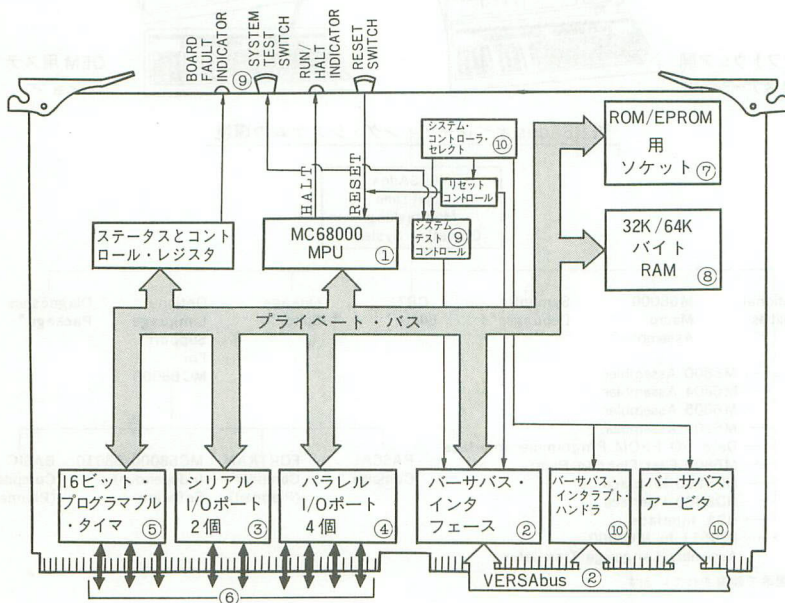 BOARD
FAULT
INDICATOR
⑨
SYSTEM
TEST
SWITCH
RUN/
HALT
INDICATOR
RESET
SWITCH
システム・
コントローラ・
セレクト ⑩
ROM/EPROM
用
ソケット ⑦
HALT
RESET
リセット
コントロール
ステータスとコント
ロール・レジスタ
MC68000
MPU ①
システム
テスト ⑨
コントロール
32K/64K
バイト
RAM ⑧
プライベート・バス
16ビット
プログラマブル
・タイマ ⑤
シリアル
I/Oポート
2個 ③
パラレル
I/Oポート
4個 ④
バーサバス・
インタ
フェース ②
バーサバス・
インタラプト・
ハンドラ
⑩
バーサバス・
アービタ
⑩
⑥
VERSAbus ②